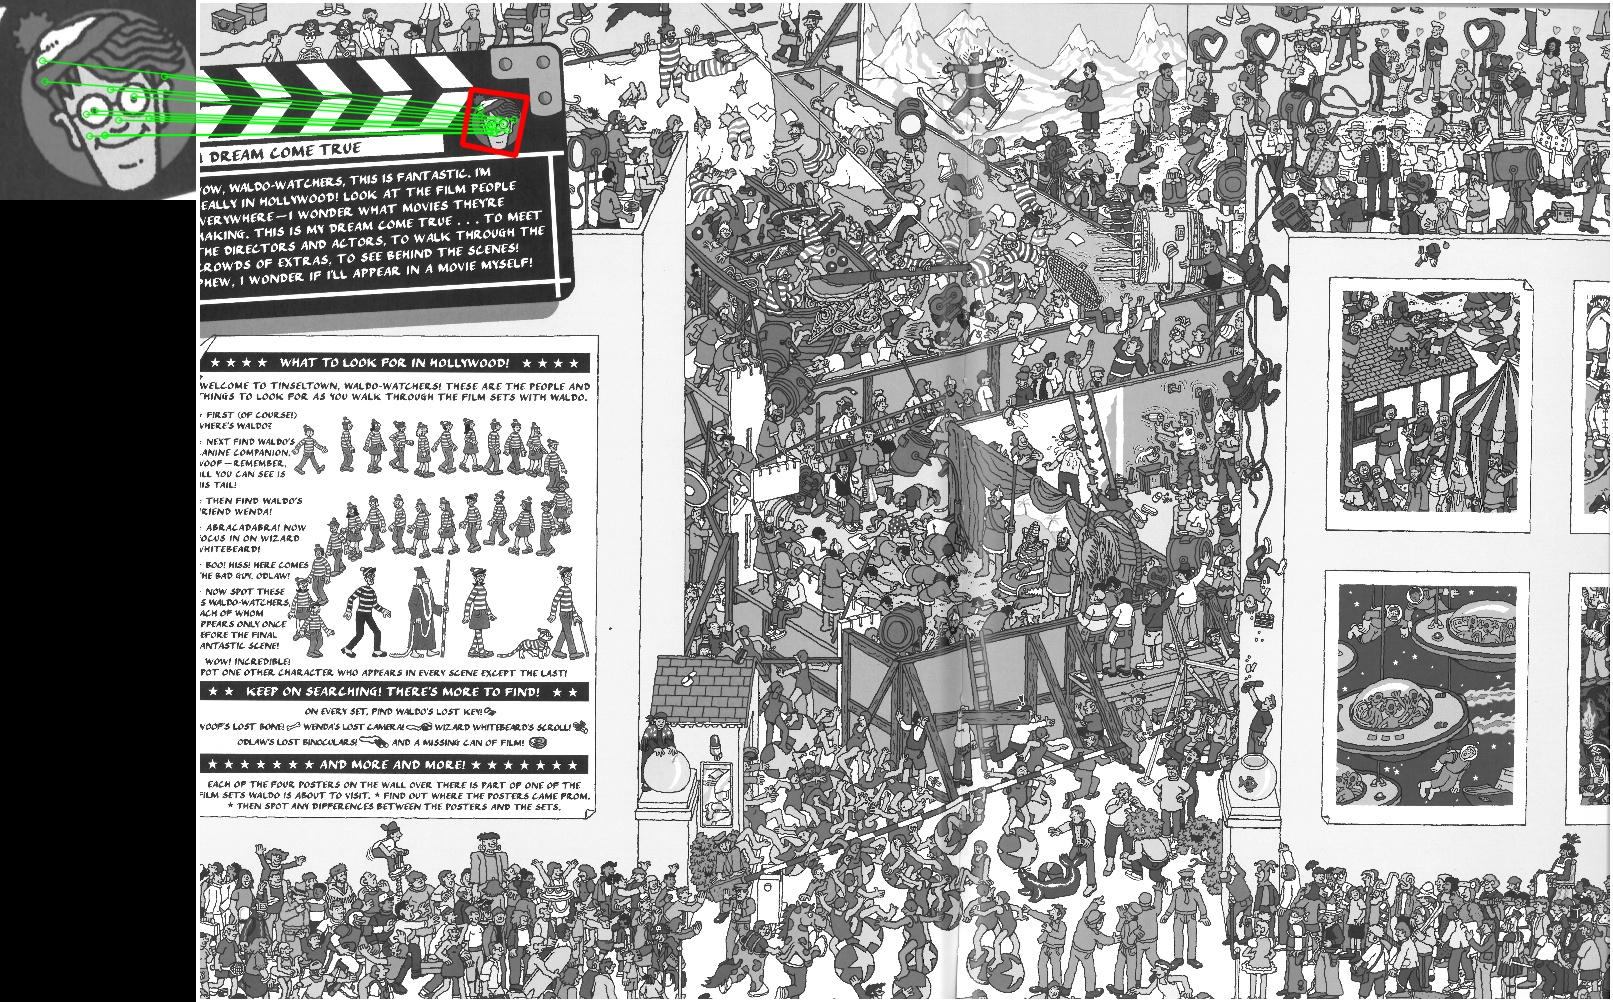 DREAM COME TRUE
OW, WALDO-WATCHERS, THIS IS FANTASTIC. I'M
EALLY IN HOLLYWOOD! LOOK AT THE FILM PEOPLE
VERYWHERE—I WONDER WHAT MOVIES THEY'RE
AKING. THIS IS MY DREAM COME TRUE . . . TO MEET
HE DIRECTORS AND ACTORS, TO WALK THROUGH THE
CROWDS OF EXTRAS, TO SEE BEHIND THE SCENES!
PHEW, I WONDER IF I'LL APPEAR IN A MOVIE MYSELF!
★ ★ ★ ★ WHAT TO LOOK FOR IN HOLLYWOOD! ★ ★ ★ ★
WELCOME TO TINSELTOWN, WALDO-WATCHERS! THESE ARE THE PEOPLE AND
THINGS TO LOOK FOR AS YOU WALK THROUGH THE FILM SETS WITH WALDO.
FIRST (OF COURSE!)
WHERE'S WALDO?
NEXT FIND WALDO'S
ANINE COMPANION,
WOOF—REMEMBER,
ALL YOU CAN SEE IS
HIS TAIL!
THEN FIND WALDO'S
FRIEND WENDA!
ABRACADABRA! NOW
FOCUS IN ON WIZARD
WHITEBEARD!
BOO! HISS! HERE COMES
THE BAD GUY, ODLAW!
NOW SPOT THESE
5 WALDO-WATCHERS,
EACH OF WHOM
PPEARS ONLY ONCE
EFORE THE FINAL
ANTASTIC SCENE!
WOW! INCREDIBLE!
POT ONE OTHER CHARACTER WHO APPEARS IN EVERY SCENE EXCEPT THE LAST!
★ ★ KEEP ON SEARCHING! THERE'S MORE TO FIND! ★ ★
ON EVERY SET, FIND WALDO'S LOST KEY!
WOOF'S LOST BONE! WENDA'S LOST CAMERA! WIZARD WHITEBEARD'S SCROLL!
ODLAW'S LOST BINOCULARS! AND A MISSING CAN OF FILM!
★ ★ ★ ★ ★ ★ ★ AND MORE AND MORE! ★ ★ ★ ★ ★ ★ ★
EACH OF THE FOUR POSTERS ON THE WALL OVER THERE IS PART OF ONE OF THE
FILM SETS WALDO IS ABOUT TO VISIT. ★ FIND OUT WHERE THE POSTERS CAME FROM.
★ THEN SPOT ANY DIFFERENCES BETWEEN THE POSTERS AND THE SETS.